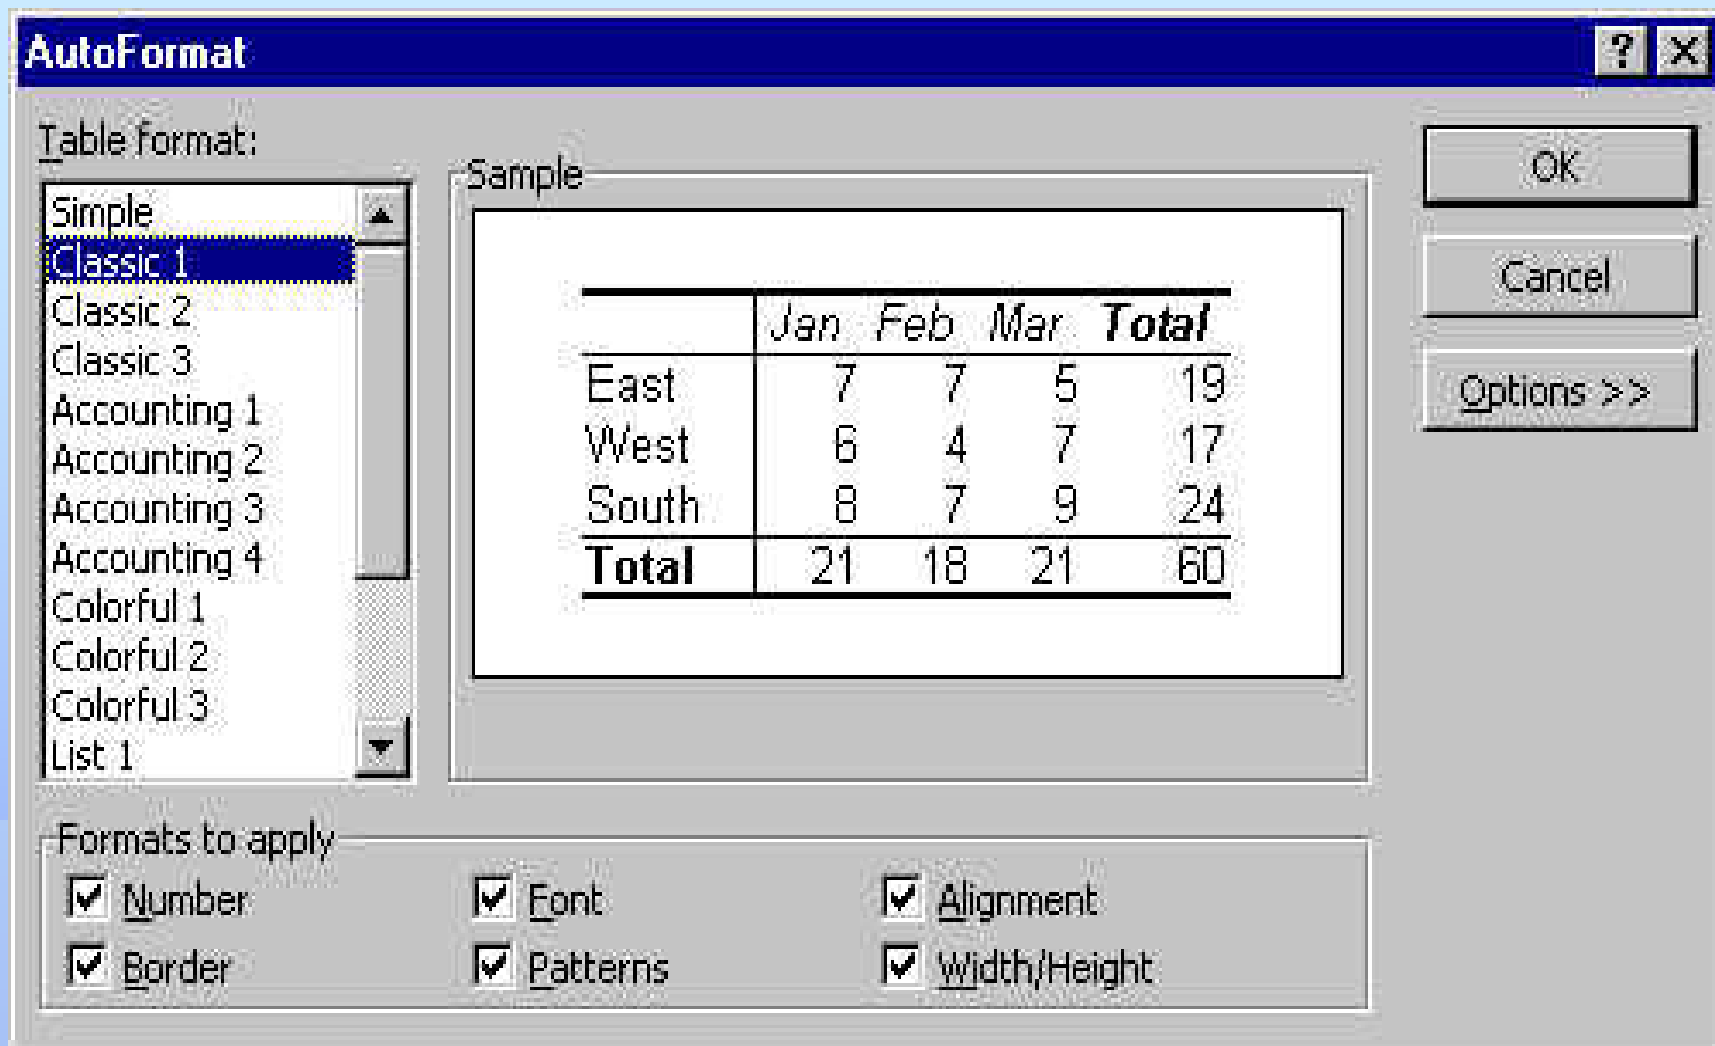 AutoFormat
Table format:
Simple
Classic 1
Classic 2
Classic 3
Accounting 1
Accounting 2
Accounting 3
Accounting 4
Colorful 1
Colorful 2
Colorful 3
List 1
Sample
Jan Feb Mar Total
East 7 7 5 19
West 6 4 7 17
South 8 7 9 24
Total 21 18 21 60
OK
Cancel
Options >>
Formats to apply
Number Font Alignment
Border Patterns Width/Height